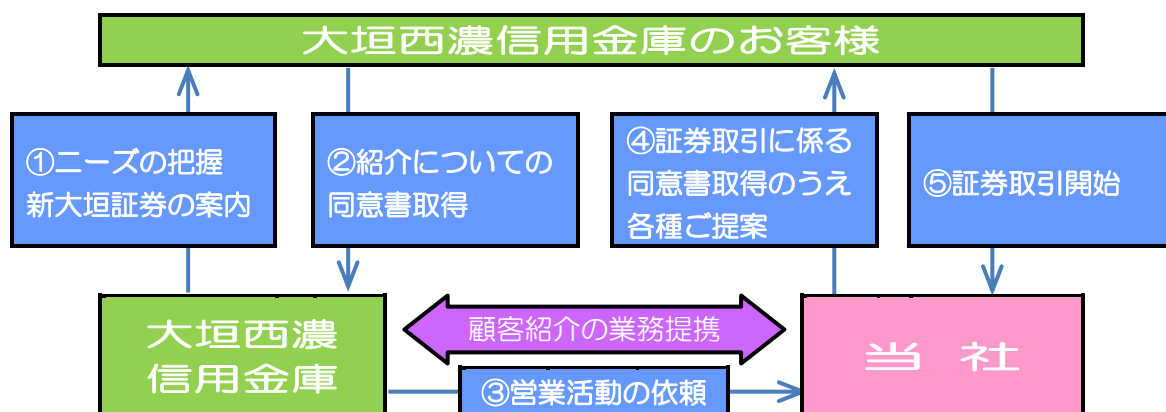 大垣西濃信用金庫のお客様
①ニーズの把握
新大垣証券の案内
②紹介についての
同意書取得
④証券取引に係る
同意書取得のうえ
各種ご提案
⑤証券取引開始
大垣西濃
信用金庫
顧客紹介の業務提携
当 社
③営業活動の依頼